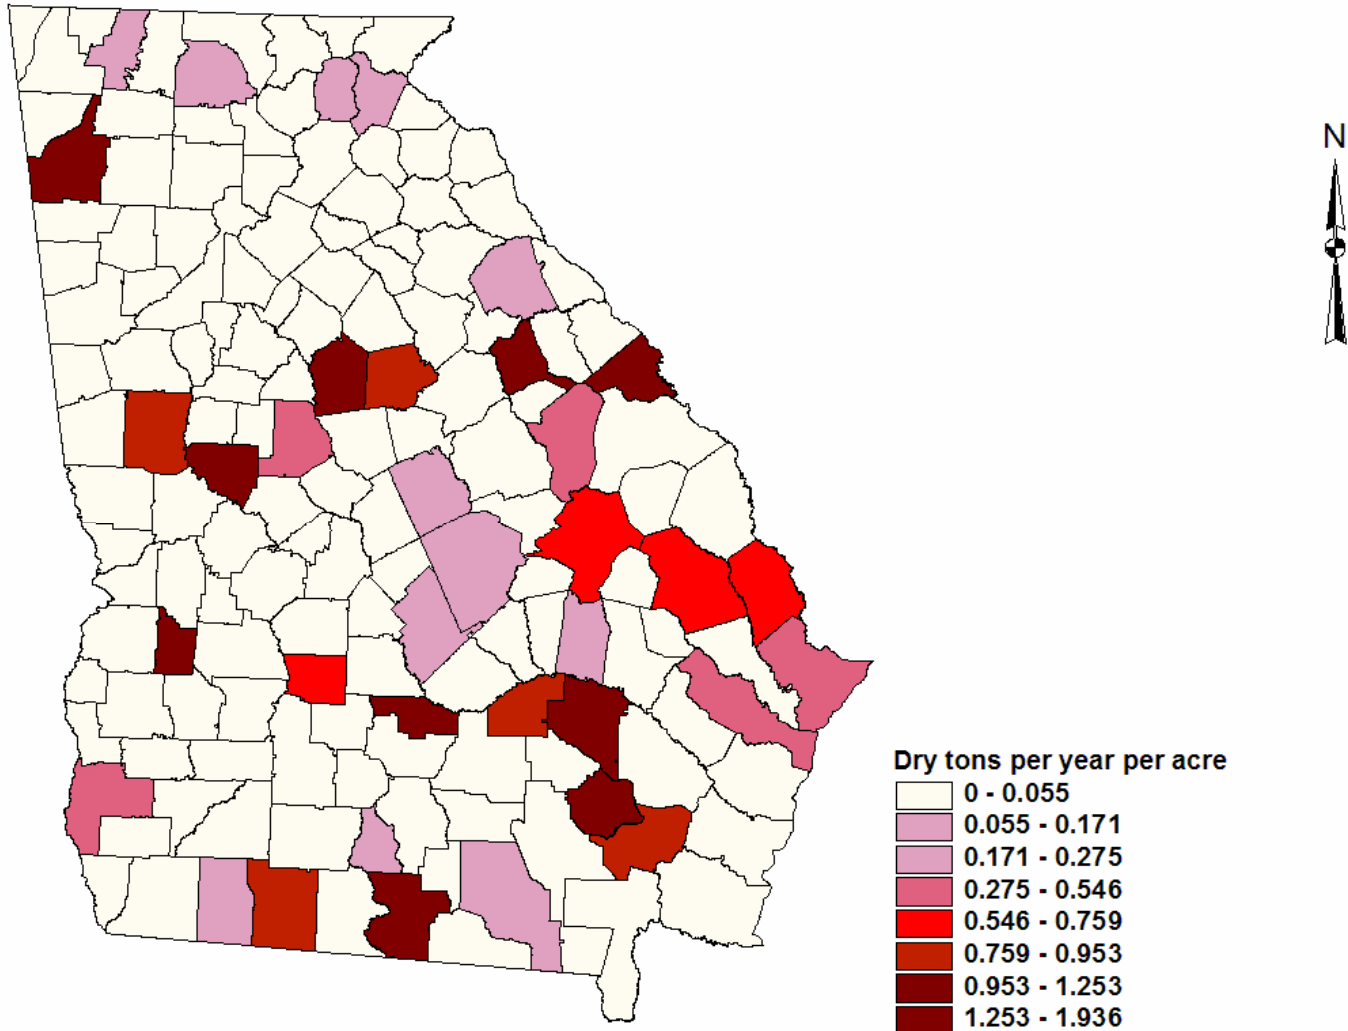 N
Dry tons per year per acre
0 - 0.055
0.055 - 0.171
0.171 - 0.275
0.275 - 0.546
0.546 - 0.759
0.759 - 0.953
0.953 - 1.253
1.253 - 1.936